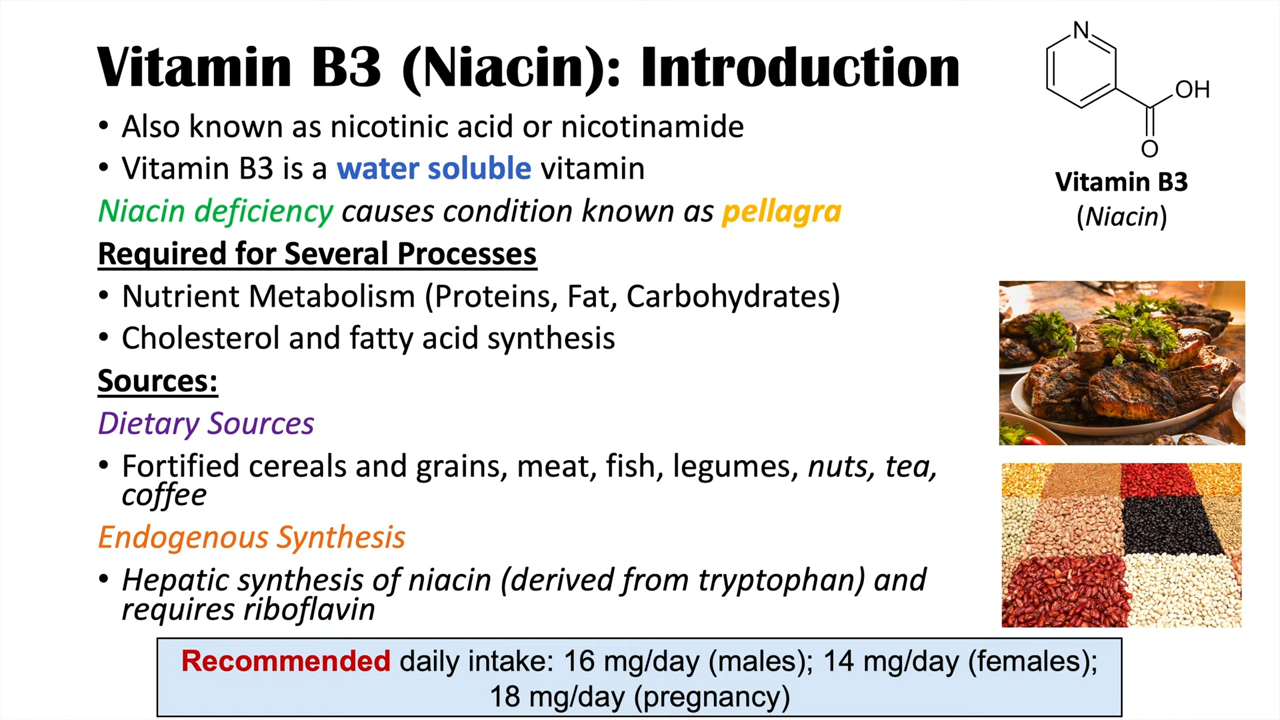 Vitamin B3 (Niacin): Introduction
• Also known as nicotinic acid or nicotinamide
• Vitamin B3 is a water soluble vitamin
Niacin deficiency causes condition known as pellagra
Required for Several Processes
• Nutrient Metabolism (Proteins, Fat, Carbohydrates)
• Cholesterol and fatty acid synthesis
Sources:
Dietary Sources
• Fortified cereals and grains, meat, fish, legumes, nuts, tea,
coffee
Endogenous Synthesis
• Hepatic synthesis of niacin (derived from tryptophan) and
requires riboflavin
Recommended daily intake: 16 mg/day (males); 14 mg/day (females);
18 mg/day (pregnancy)
N
OH
O
Vitamin B3
(Niacin)